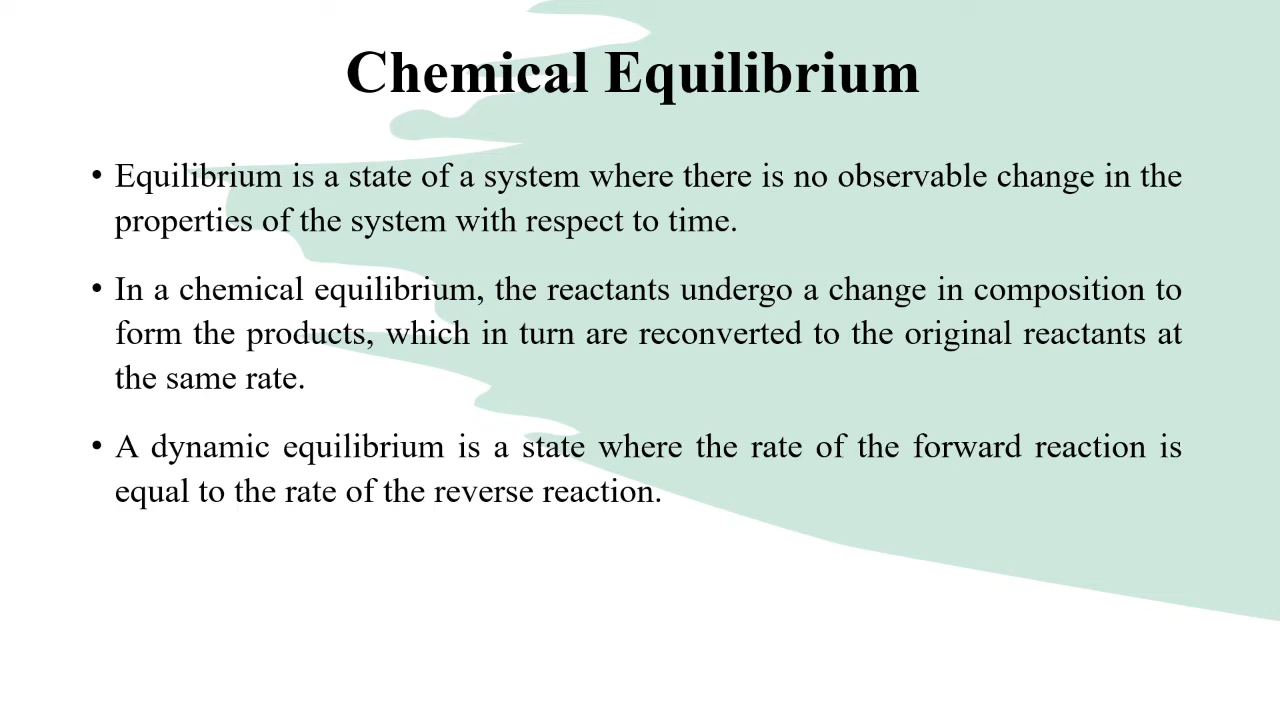 Chemical Equilibrium
• Equilibrium is a state of a system where there is no observable change in the
properties of the system with respect to time.
• In a chemical equilibrium, the reactants undergo a change in composition to
form the products, which in turn are reconverted to the original reactants at
the same rate.
• A dynamic equilibrium is a state where the rate of the forward reaction is
equal to the rate of the reverse reaction.